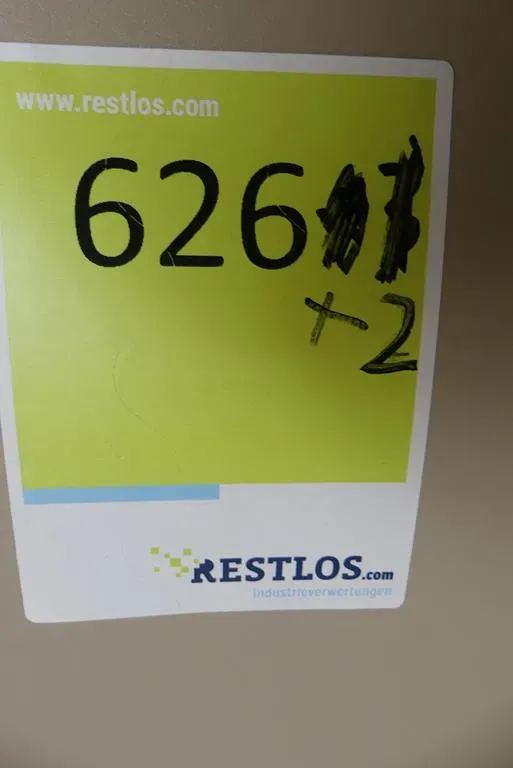 www.restlos.com
626
+2
RESTLOS.com
Industrieverwertungen